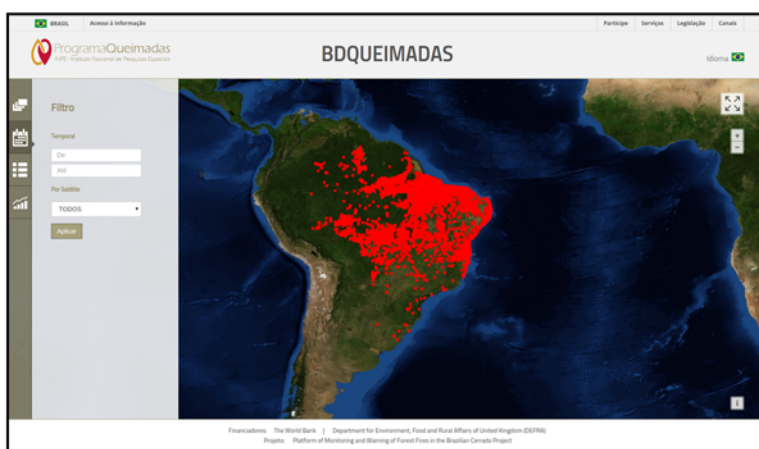 BRASIL Acesso à informação Participe Serviços Legislação Canais
ProgramaQueimadas
INPE - Instituto Nacional de Pesquisas Espaciais
BDQUEIMADAS
Idioma
Filtro
Temporal
De
Até
Por Satélite
TODOS
Aplicar
+
-
i
Financiadores: The World Bank | Department for Environment, Food and Rural Affairs of United Kingdom (DEFRA)
Projeto: Platform of Monitoring and Warning of Forest Fires in the Brazilian Cerrado Project